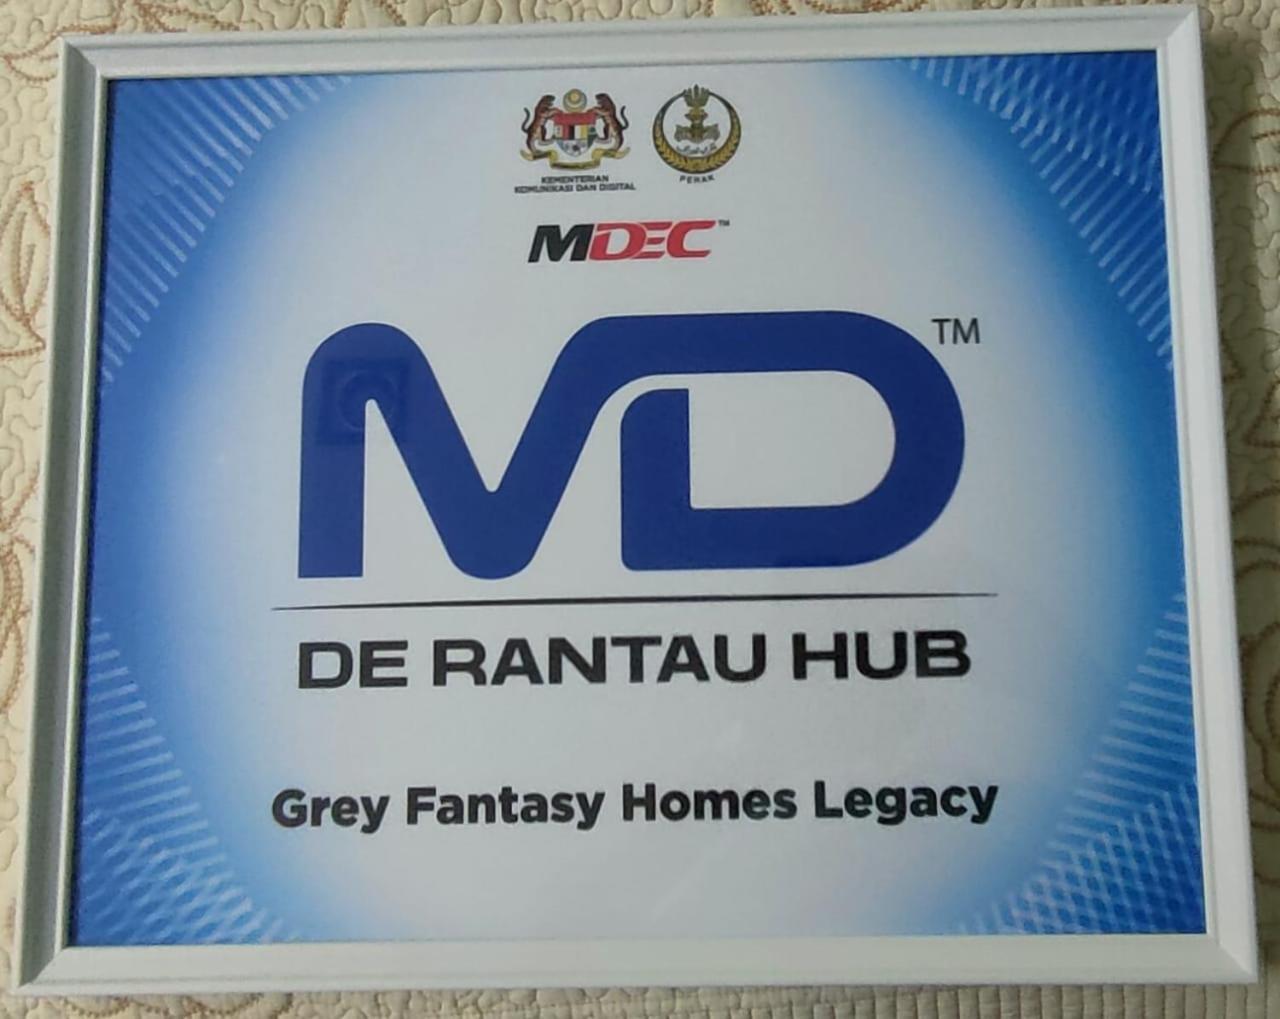 KEMENTERIAN
KOMUNIKASI DAN DIGITAL
PERAK
MDEC™
MD™
DE RANTAU HUB
Grey Fantasy Homes Legacy